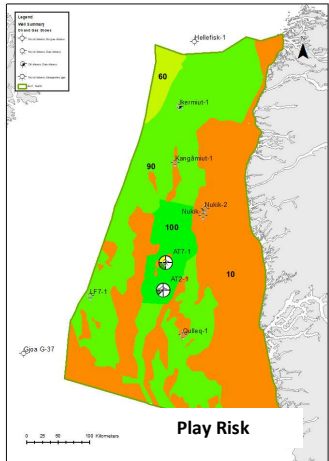 Legend
Well Summary
Oil and Gas Shows
Hellefisk-1
N
60
Ikermiut-1
Kangâmiut-1
90
Nukik-2
Nukik-1
100
AT7-1
10
AT2-1
LF7-1
Qulleq-1
Gjoa G-37
Play Risk
0 25 50 100 Kilometers